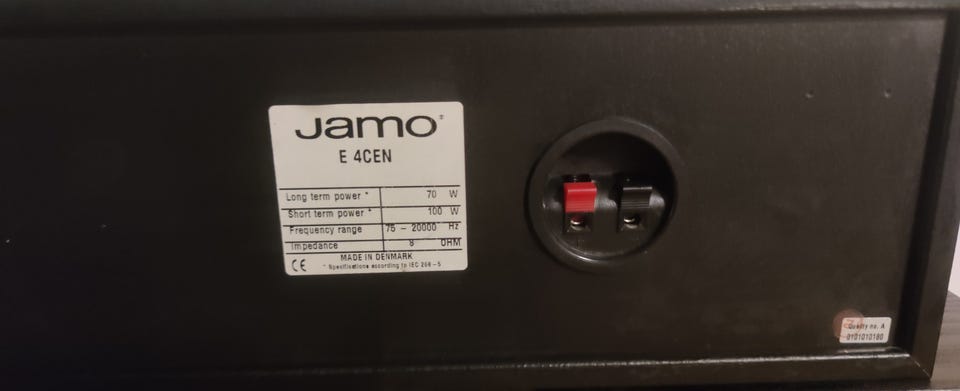 Jamo
E 4CEN
Long term power * 70 W
Short term power * 100 W
Frequency range 75 - 20000 Hz
Impedance 8 OHM
MADE IN DENMARK
CE * Specifications according to IEC 268-5
Quality no. A
0101010180